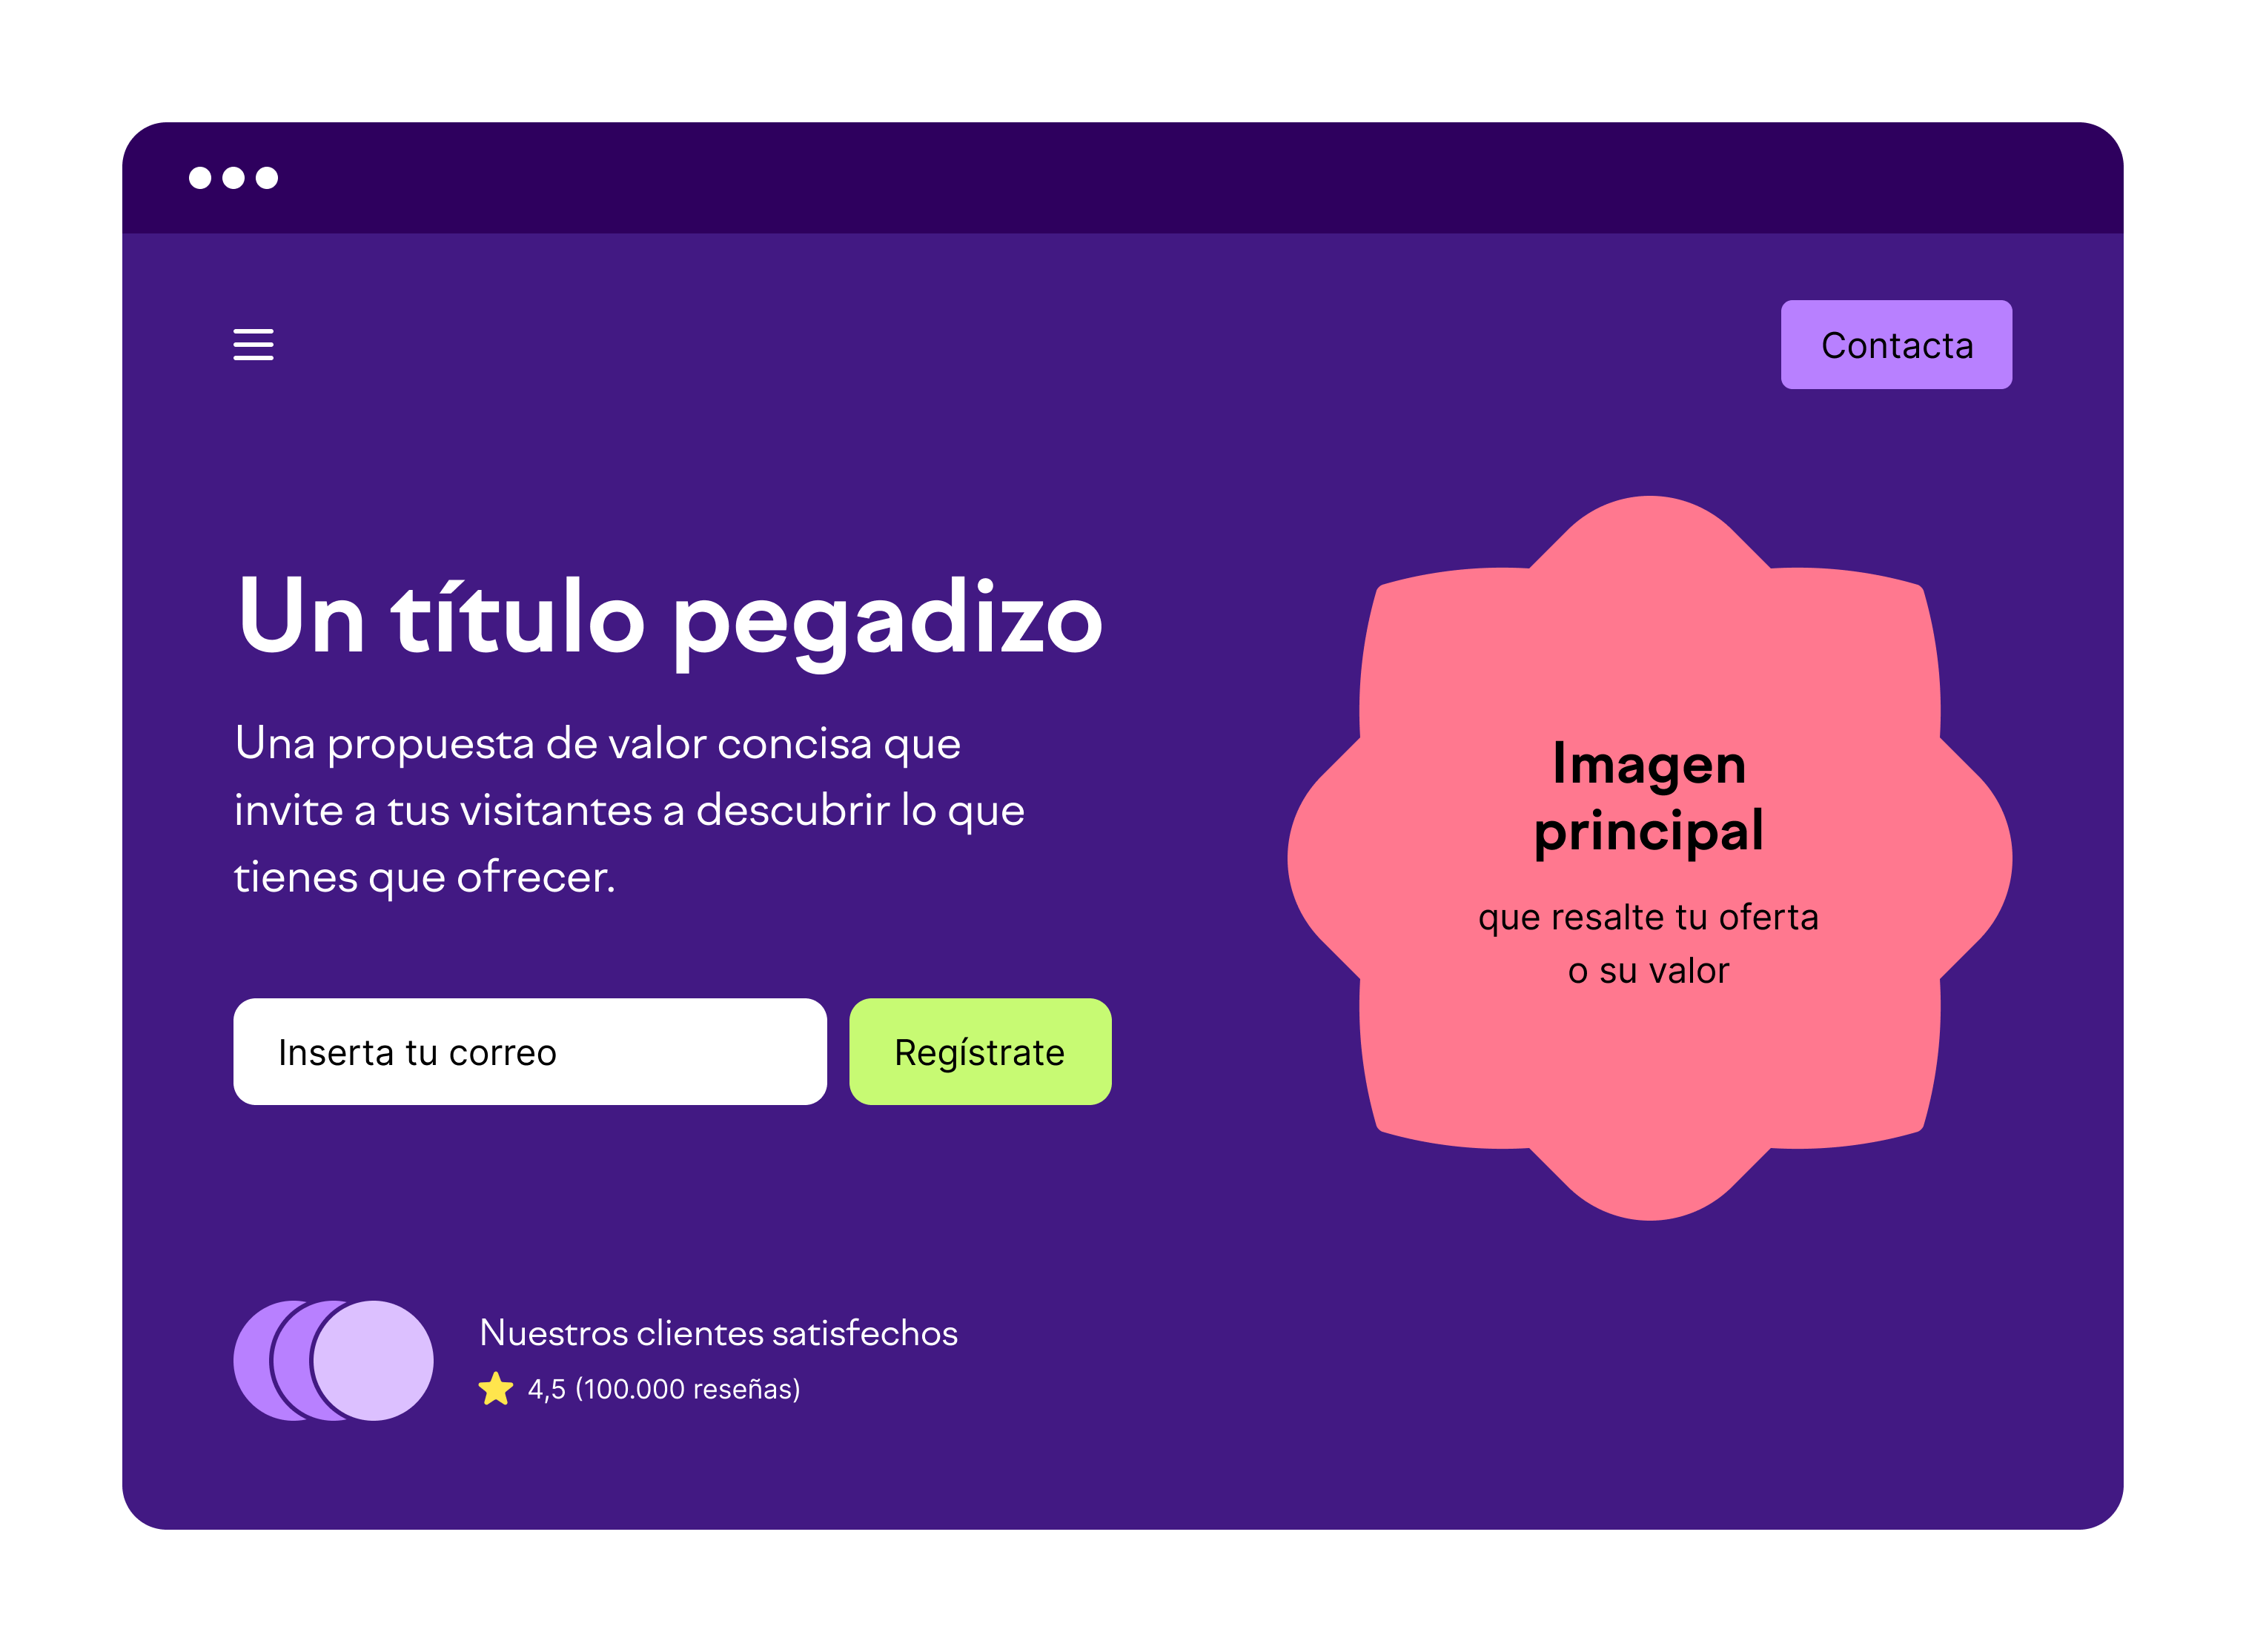 Contacta
Un título pegadizo
Una propuesta de valor concisa que
invite a tus visitantes a descubrir lo que
tienes que ofrecer.
Inserta tu correo
Regístrate
Imagen
principal
que resalte tu oferta
o su valor
Nuestros clientes satisfechos
4,5 (100.000 reseñas)